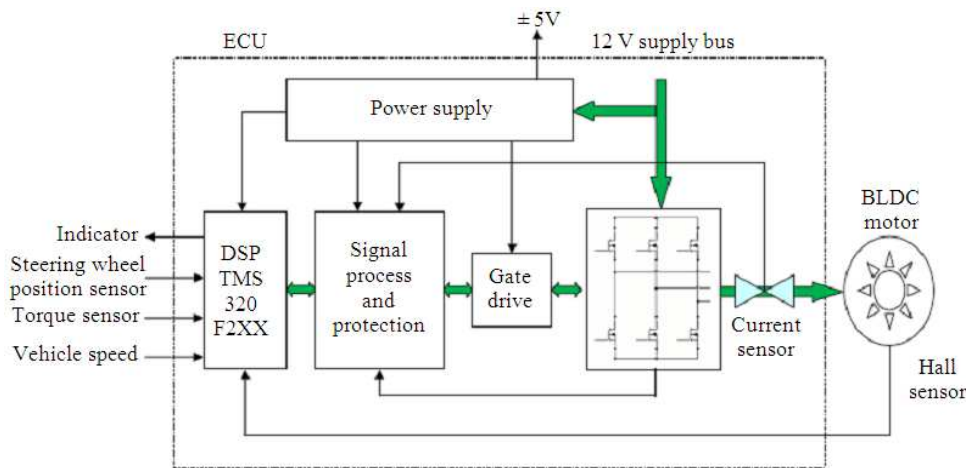 ± 5V
ECU
12 V supply bus
Power supply
BLDC
motor
Indicator
Steering wheel
position sensor
Torque sensor
Vehicle speed
DSP
TMS
320
F2XX
Signal
process
and
protection
Gate
drive
Current
sensor
Hall
sensor